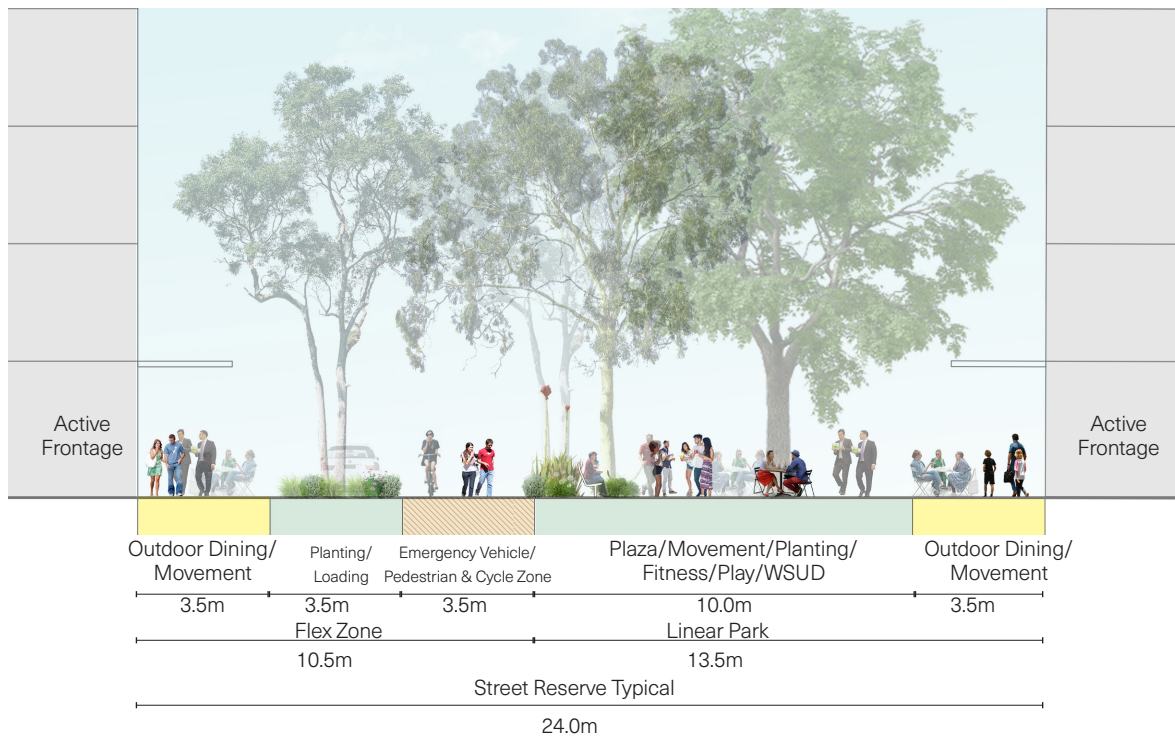 Active
Frontage
Active
Frontage
Outdoor Dining/
Movement
Planting/
Loading
Emergency Vehicle/
Pedestrian & Cycle Zone
Plaza/Movement/Planting/
Fitness/Play/WSUD
Outdoor Dining/
Movement
3.5m
3.5m
3.5m
10.0m
3.5m
Flex Zone
Linear Park
10.5m
13.5m
Street Reserve Typical
24.0m